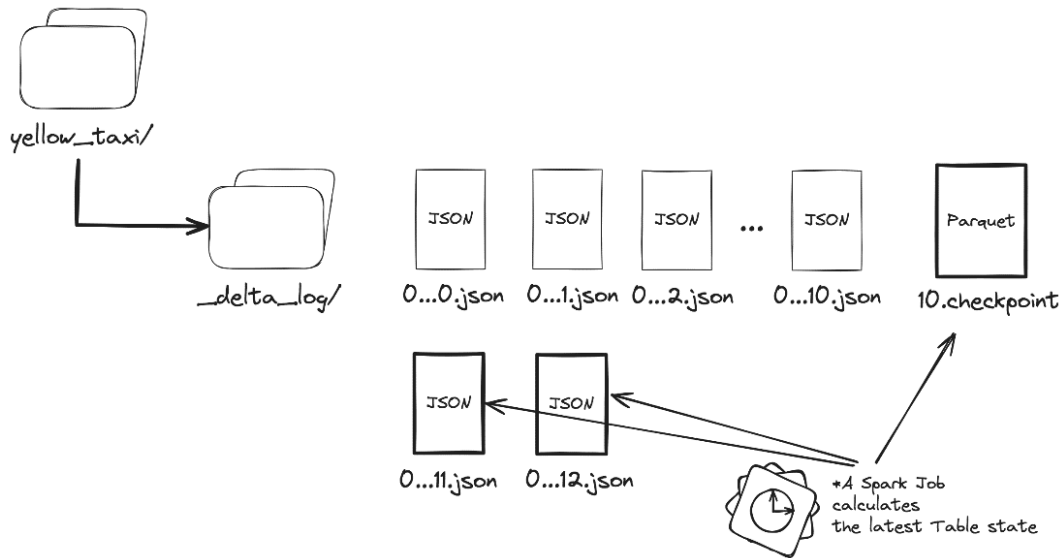 yellow_taxi/
_delta_log/
JSON
JSON
JSON
...
JSON
Parquet
0...0.json
0...1.json
0...2.json
0...10.json
10.checkpoint
JSON
JSON
0...11.json
0...12.json
*A Spark Job
calculates
the latest Table state